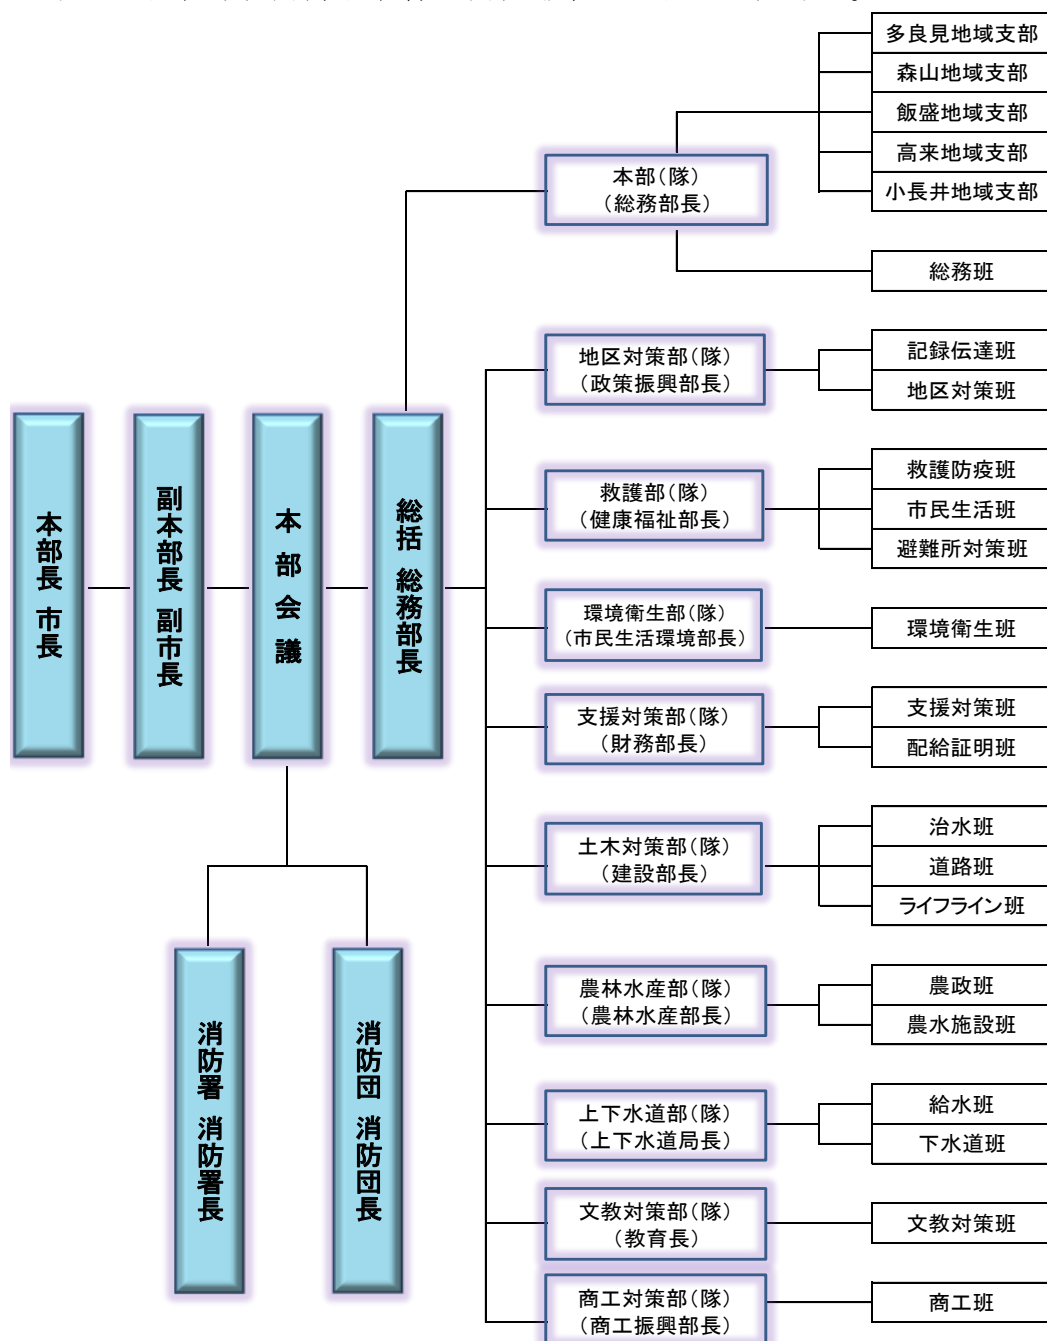 多良見地域支部
森山地域支部
飯盛地域支部
高来地域支部
小長井地域支部
本部(隊)
(総務部長)
総務班
地区対策部(隊)
(政策振興部長)
記録伝達班
地区対策班
本部長 市長
副本部長 副市長
本部会議
総括 総務部長
救護部(隊)
(健康福祉部長)
救護防疫班
市民生活班
避難所対策班
環境衛生部(隊)
(市民生活環境部長)
環境衛生班
支援対策部(隊)
(財務部長)
支援対策班
配給証明班
土木対策部(隊)
(建設部長)
治水班
道路班
ライフライン班
消防署 消防署長
消防団 消防団長
農林水産部(隊)
(農林水産部長)
農政班
農水施設班
上下水道部(隊)
(上下水道局長)
給水班
下水道班
文教対策部(隊)
(教育長)
文教対策班
商工対策部(隊)
(商工振興部長)
商工班